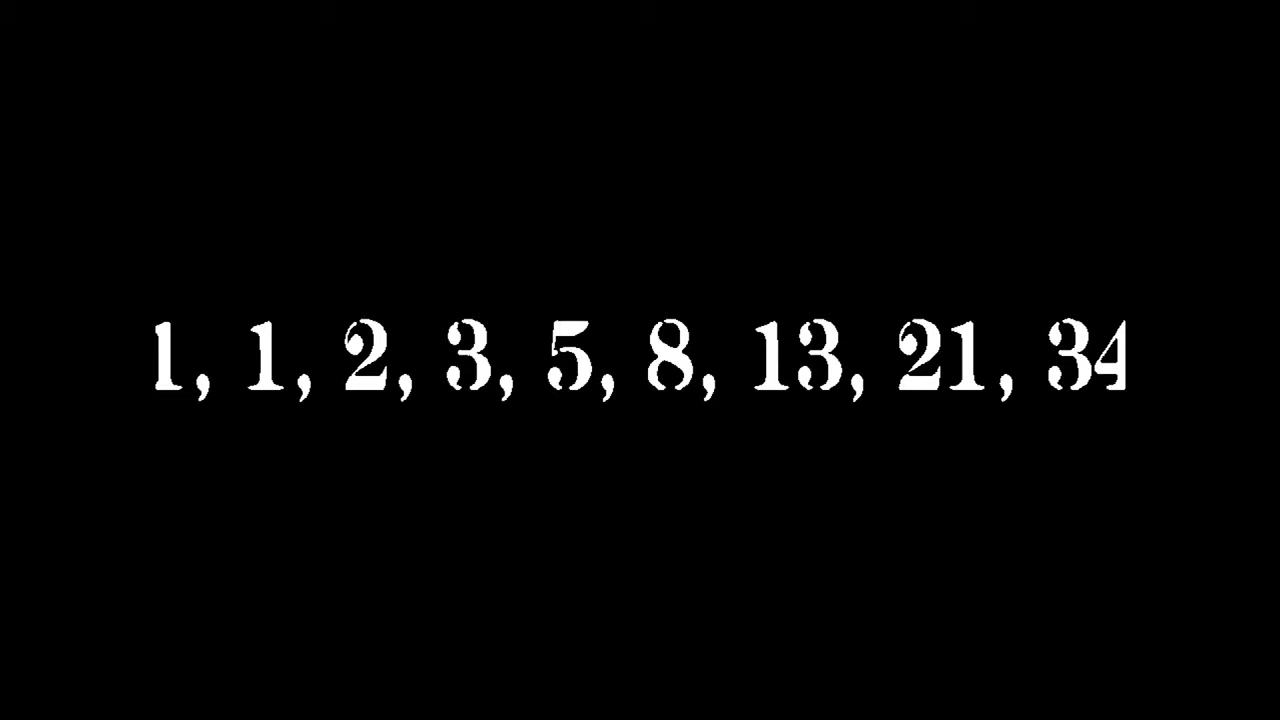 1, 1, 2, 3, 5, 8, 13, 21, 34